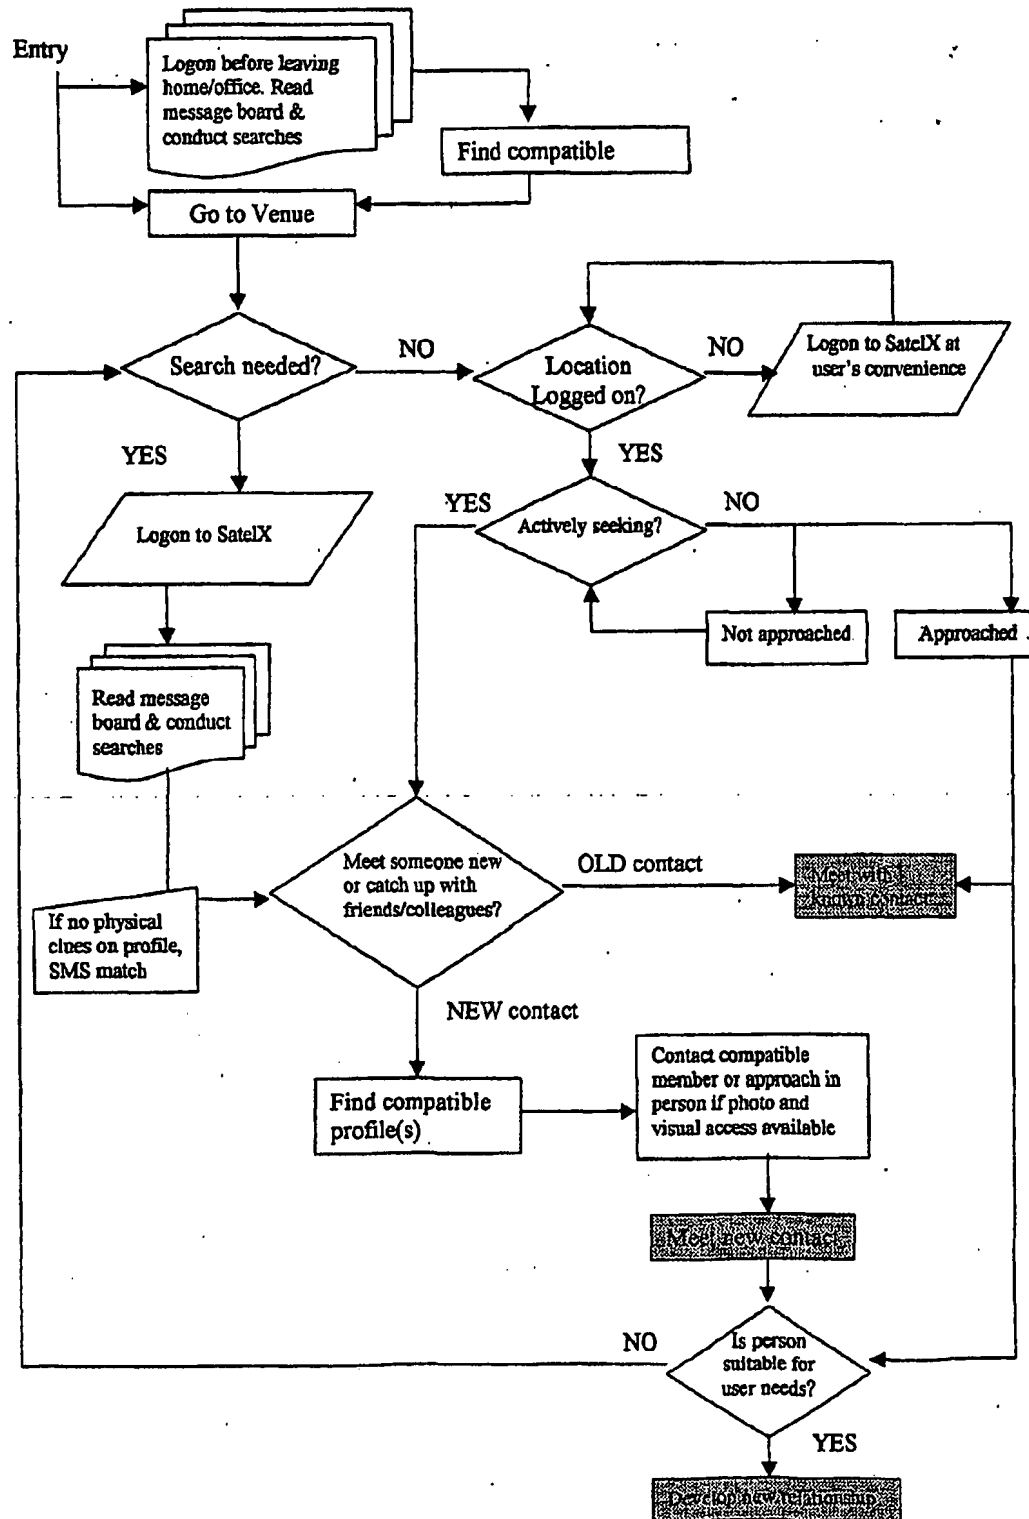 Entry
Logon before leaving
home/office. Read
message board &
conduct searches
Find compatible
Go to Venue
Search needed?
NO
Location
Logged on?
NO
Logon to SatelX at
user's convenience
YES
YES
Logon to SatelX
YES
Actively seeking?
NO
Not approached
Approached
Read message
board & conduct
searches
Meet someone new
or catch up with
friends/colleagues?
OLD contact
Meet with
known contact
If no physical
clues on profile,
SMS match
NEW contact
Find compatible
profile(s)
Contact compatible
member or approach in
person if photo and
visual access available
Meet new contact
NO
Is person
suitable for
user needs?
YES
Develop new relationship